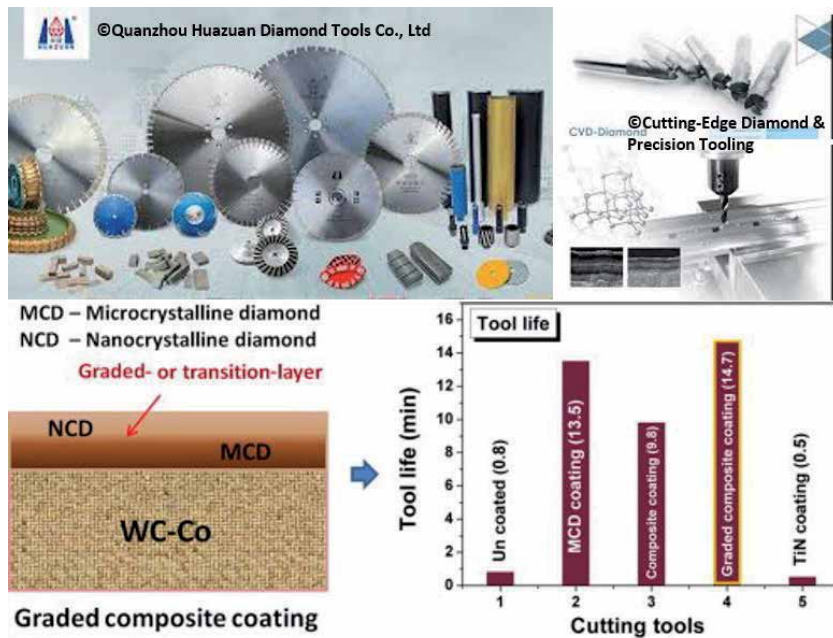 HUAZUAN
©Quanzhou Huazuan Diamond Tools Co., Ltd
©Cutting-Edge Diamond &
CVD-Diamond
Precision Tooling
MCD – Microcrystalline diamond
NCD – Nanocrystalline diamond
Graded- or transition-layer
NCD
MCD
WC-Co
Graded composite coating
Tool life
Tool life (min)
16
14
12
10
8
6
4
2
0
Un coated (0.8)
MCD coating (13.5)
Composite coating (9.8)
Graded composite coating (14.7)
TiN coating (0.5)
1 2 3 4 5
Cutting tools